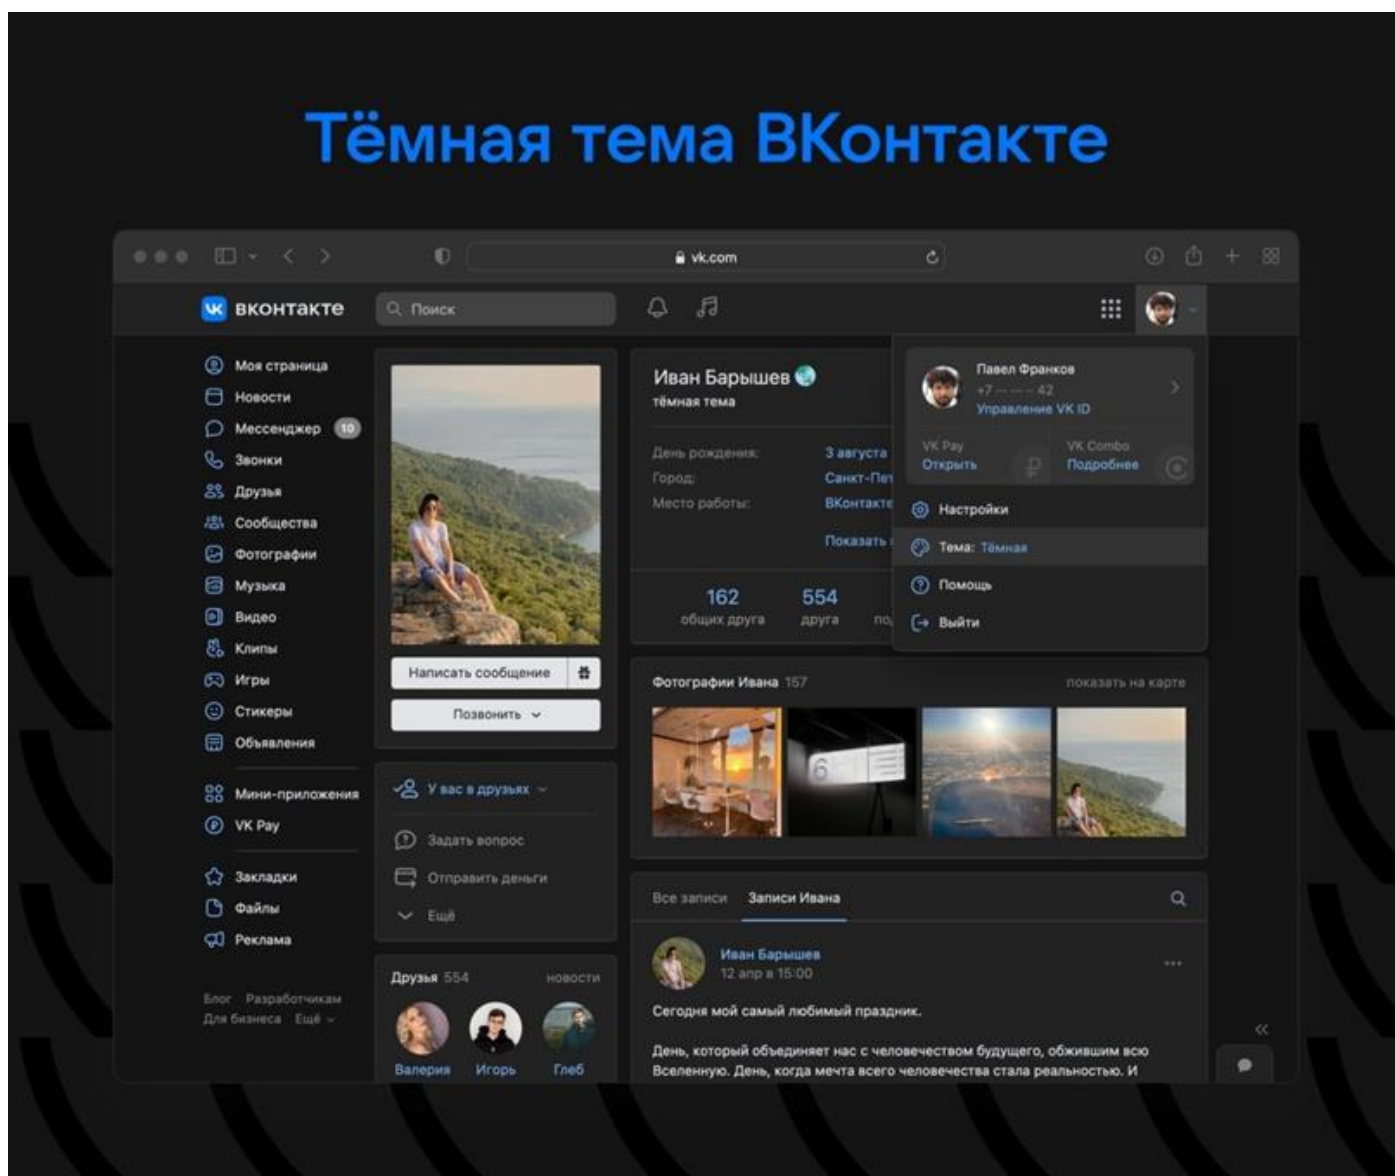 Тёмная тема ВКонтакте
vk.com
вконтакте
Поиск
Моя страница
Новости
Мессенджер 10
Звонки
Друзья
Сообщества
Фотографии
Музыка
Видео
Клипы
Игры
Стикеры
Объявления
Мини-приложения
VK Pay
Закладки
Файлы
Реклама
Блог Разработчикам
Для бизнеса Ещё
Написать сообщение
Позвонить
У вас в друзьях
Задать вопрос
Отправить деньги
Ещё
Друзья 554 новости
Валерия Игорь Глеб
Иван Барышев
тёмная тема
День рождения: 3 августа
Город: Санкт-Пет
Место работы: ВКонтакте
Показать
162 554
общих друга друга по
Павел Франков
+7 ··· ··· ·· 42
Управление VK ID
VK Pay VK Combo
Открыть Подробнее
Настройки
Тема: Тёмная
Помощь
Выйти
Фотографии Ивана 157 показать на карте
6
Все записи Записи Ивана
Иван Барышев
12 апр в 15:00
Сегодня мой самый любимый праздник.
День, который объединяет нас с человечеством будущего, обжившим всю
Вселенную. День, когда мечта всего человечества стала реальностью. И